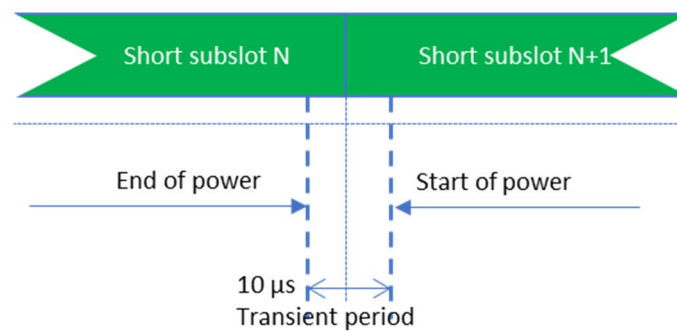 Short subslot N
Short subslot N+1
End of power
Start of power
10 µs
Transient period